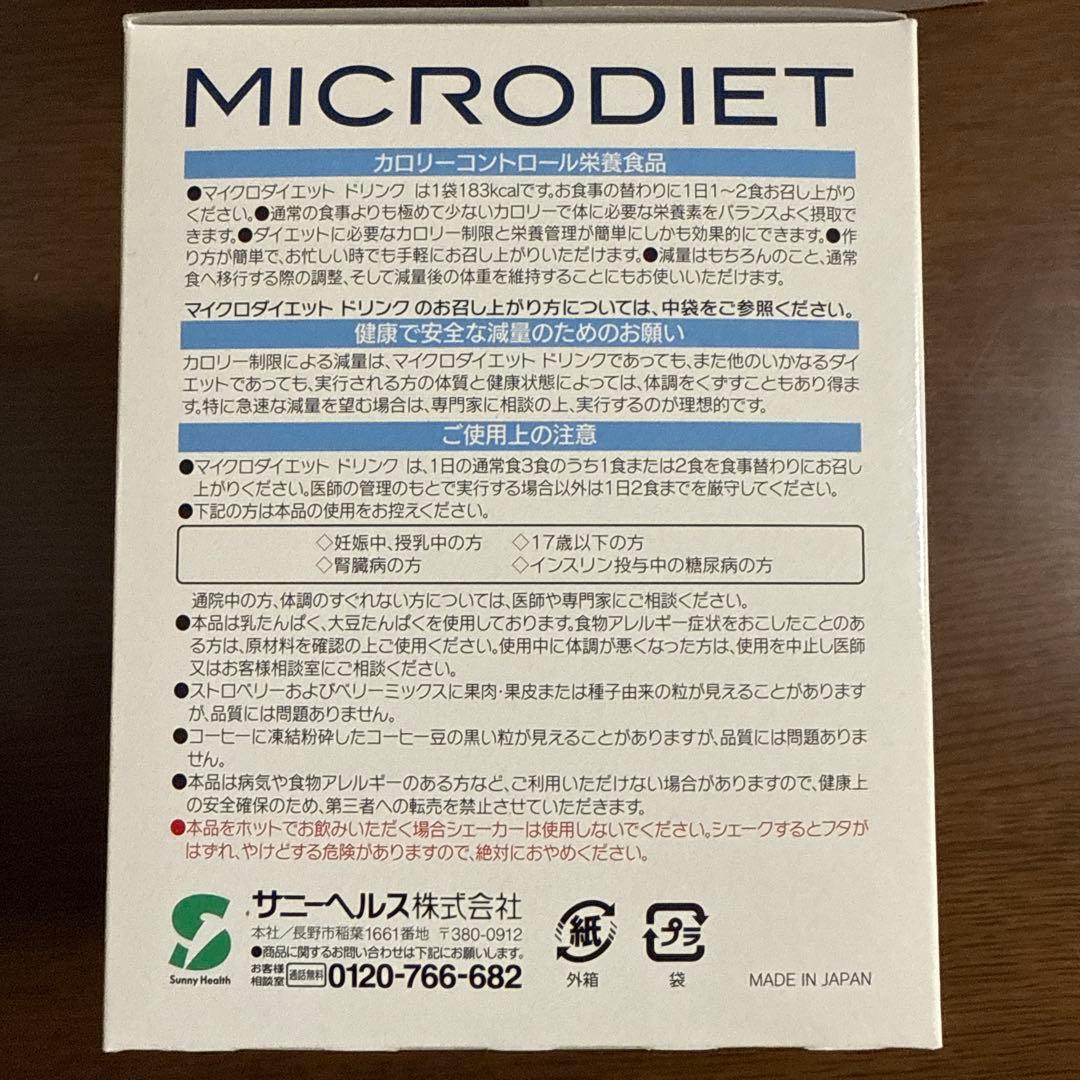 MICRODIET
カロリーコントロール栄養食品
●マイクロダイエット ドリンク は1袋183kcalです。お食事の替わりに1日1～2食お召し上がり
ください。●通常の食事よりも極めて少ないカロリーで体に必要な栄養素をバランスよく摂取で
きます。●ダイエットに必要なカロリー制限と栄養管理が簡単にしかも効果的にできます。●作
り方が簡単で、お忙しい時でも手軽にお召し上がりいただけます。●減量はもちろんのこと、通常
食へ移行する際の調整、そして減量後の体重を維持することにもお使いいただけます。
マイクロダイエット ドリンク のお召し上がり方については、中袋をご参照ください。
健康で安全な減量のためのお願い
カロリー制限による減量は、マイクロダイエット ドリンクであっても、また他のいかなるダイ
エットであっても、実行される方の体質と健康状態によっては、体調をくずすこともあり得ま
す。特に急速な減量を望む場合は、専門家に相談の上、実行するのが理想的です。
ご使用上の注意
●マイクロダイエット ドリンク は、1日の通常食3食のうち1食または2食を食事替わりにお召し
上がりください。医師の管理のもとで実行する場合以外は1日2食までを厳守してください。
●下記の方は本品の使用をお控えください。
◇妊娠中、授乳中の方 ◇17歳以下の方
◇腎臓病の方 ◇インスリン投与中の糖尿病の方
通院中の方、体調のすぐれない方については、医師や専門家にご相談ください。
●本品は乳たんぱく、大豆たんぱくを使用しております。食物アレルギー症状をおこしたことのあ
る方は、原材料を確認の上ご使用ください。使用中に体調が悪くなった方は、使用を中止し医師
又はお客様相談室にご相談ください。
●ストロベリーおよびベリーミックスに果肉・果皮または種子由来の粒が見えることがあります
が、品質には問題ありません。
●コーヒーに凍結粉砕したコーヒー豆の黒い粒が見えることがありますが、品質には問題ありま
せん。
●本品は病気や食物アレルギーのある方など、ご利用いただけない場合がありますので、健康上
の安全確保のため、第三者への転売を禁止させていただきます。
●本品をホットでお飲みいただく場合シェーカーは使用しないでください。シェークするとフタが
はずれ、やけどする危険がありますので、絶対におやめください。
Sunny Health
サニーヘルス株式会社
本社／長野市稲葉1661番地 〒380-0912
●商品に関するお問い合わせは下記にお願いします。
お客様相談室 通話無料 0120-766-682
紙
外箱
プラ
袋
MADE IN JAPAN